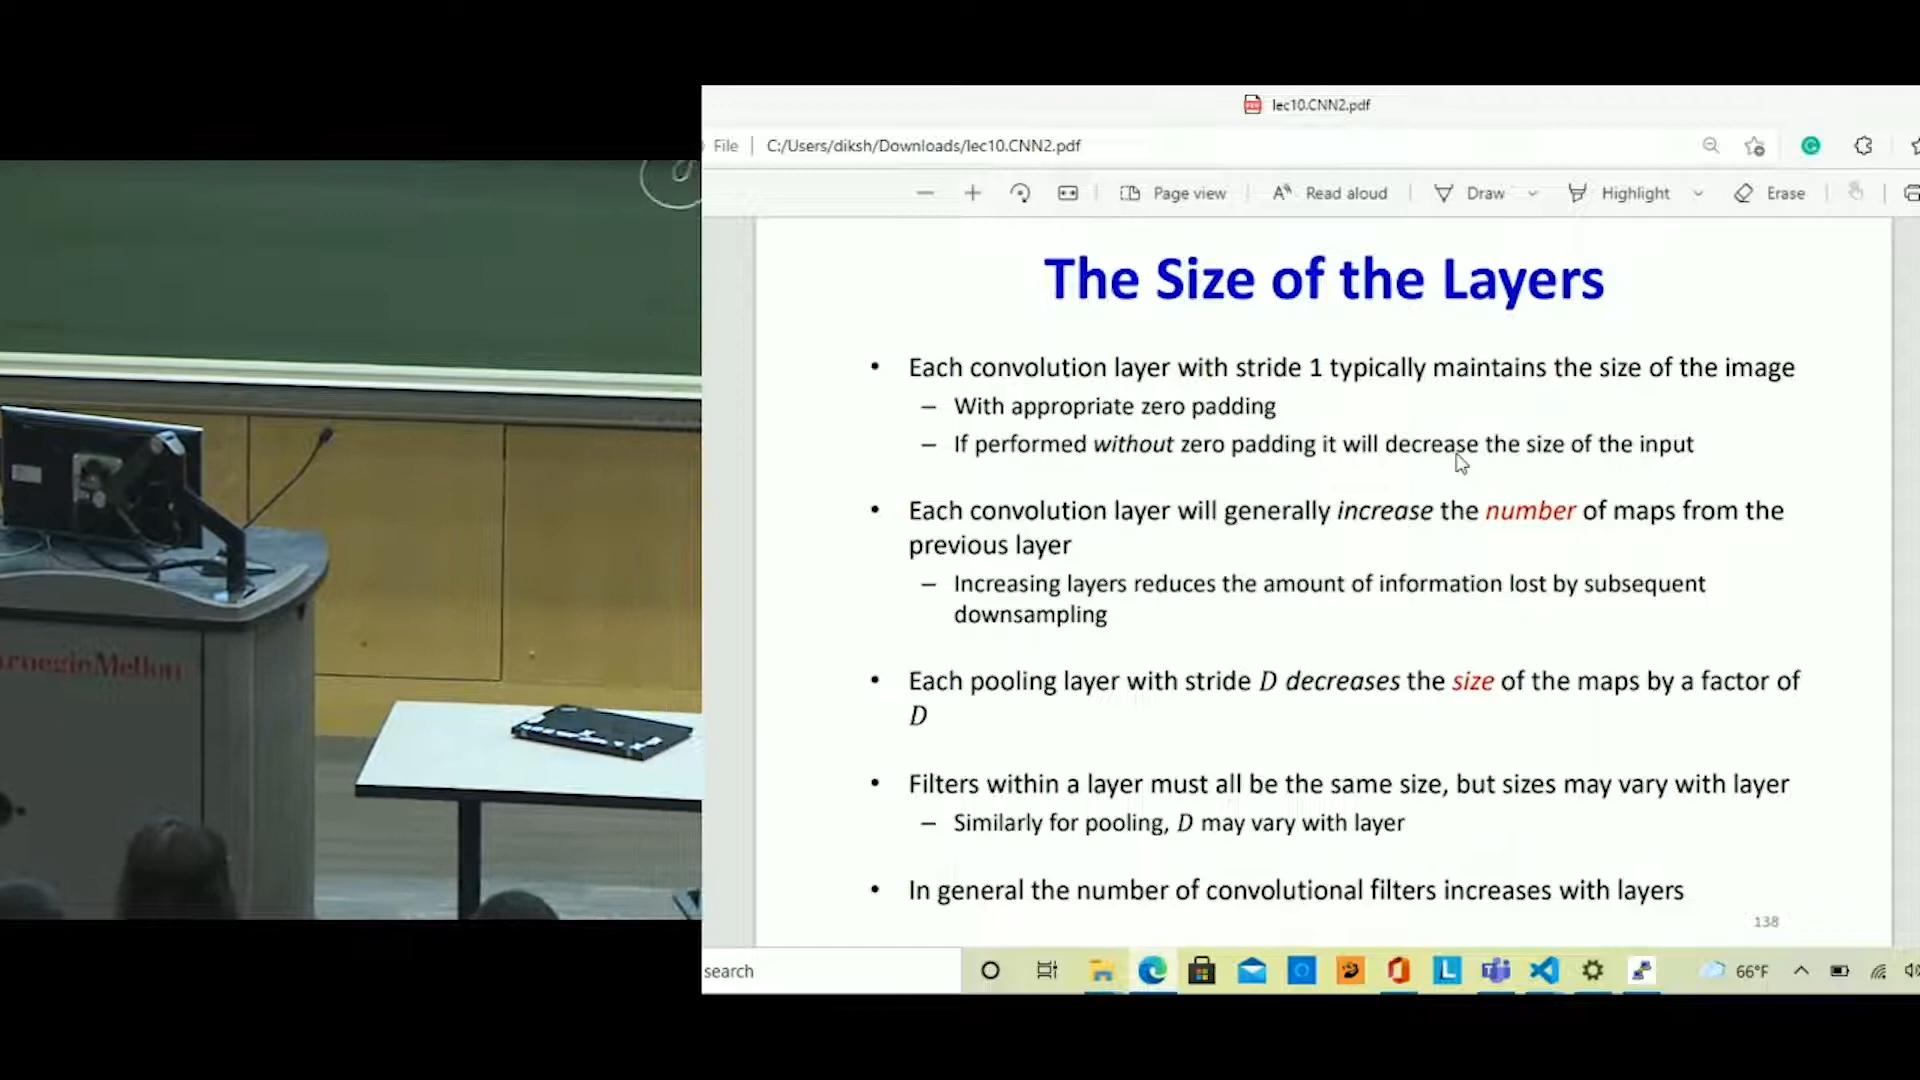 lec10.CNN2.pdf
File
C:/Users/diksh/Downloads/lec10.CNN2.pdf
Page view
Read aloud
Draw
Highlight
Erase
The Size of the Layers
• Each convolution layer with stride 1 typically maintains the size of the image
– With appropriate zero padding
– If performed without zero padding it will decrease the size of the input
• Each convolution layer will generally increase the number of maps from the
previous layer
– Increasing layers reduces the amount of information lost by subsequent
downsampling
• Each pooling layer with stride D decreases the size of the maps by a factor of
D
• Filters within a layer must all be the same size, but sizes may vary with layer
– Similarly for pooling, D may vary with layer
• In general the number of convolutional filters increases with layers
138
search
66°F
arnegieMellon